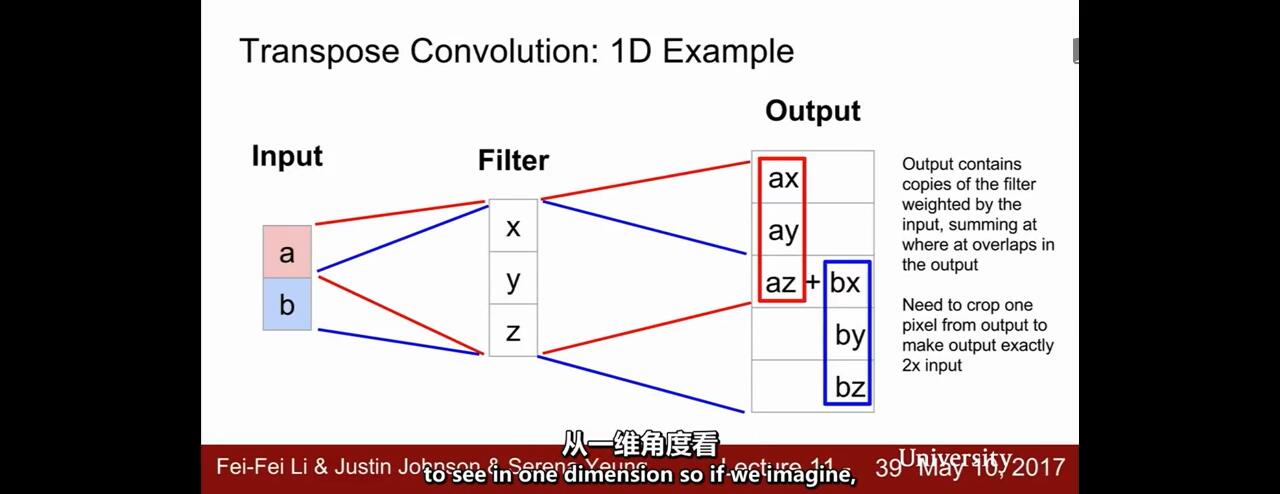 Transpose Convolution: 1D Example
Output
Input
Filter
a
b
x
y
z
ax
ay
az + bx
by
bz
Output contains
copies of the filter
weighted by the
input, summing at
where at overlaps in
the output
Need to crop one
pixel from output to
make output exactly
2x input
从一维角度看
Fei-Fei Li & Justin Johnson & Serena Yeung Lecture 11 - 39 May 10, 2017
University
to see in one dimension so if we imagine,